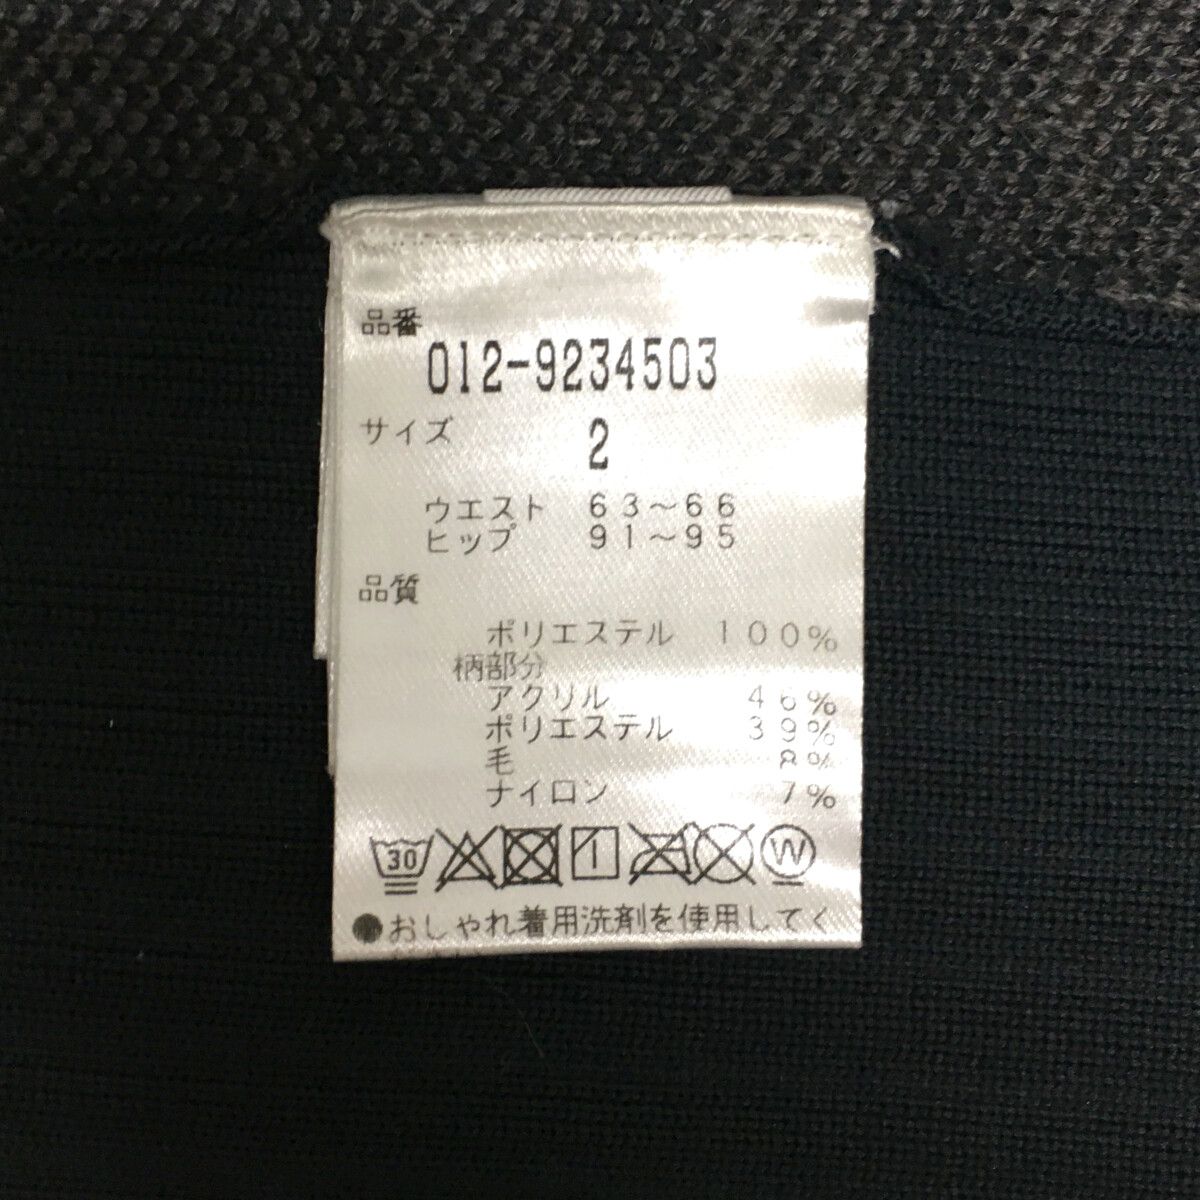 品番
012-9234503
サイズ 2
ウエスト 63～66
ヒップ 91～95
品質
ポリエステル 100%
柄部分
アクリル 46%
ポリエステル 39%
毛 8%
ナイロン 7%
30 1 W
●おしゃれ着用洗剤を使用してく